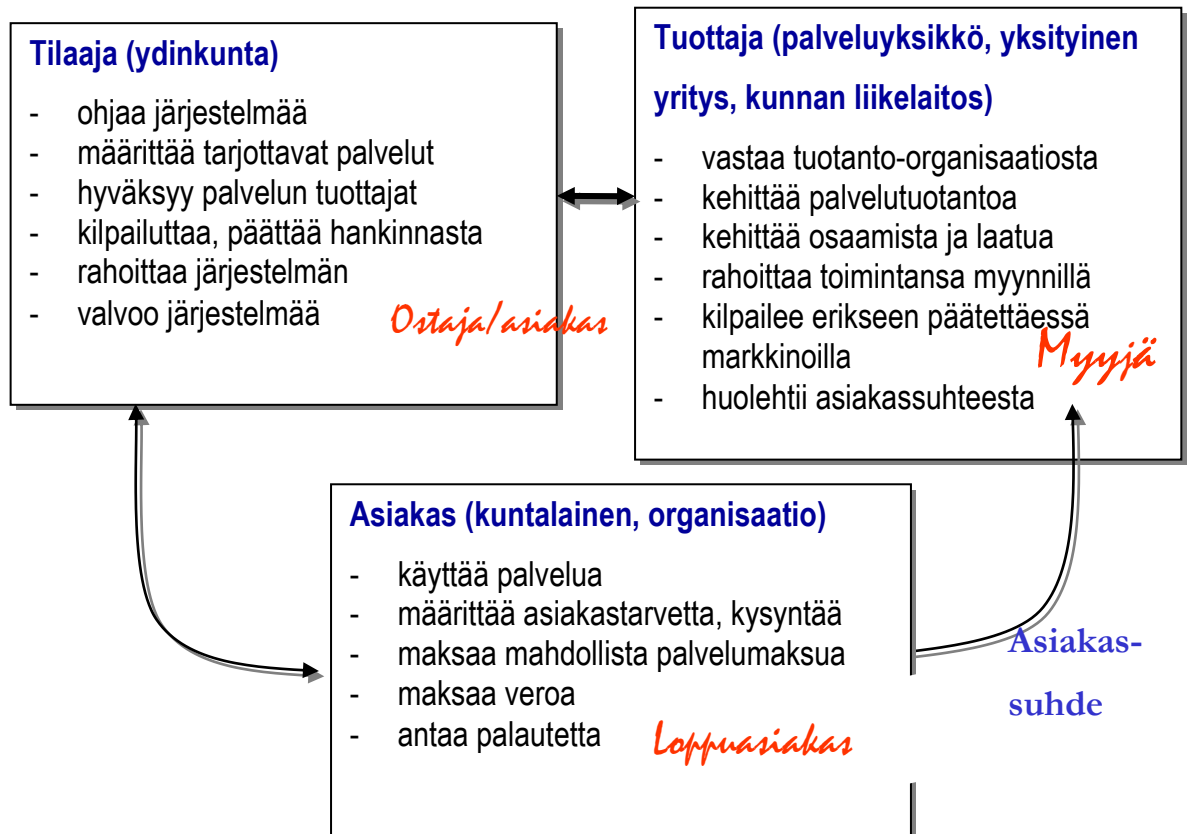 Tilaaja (ydinkunta)
- ohjaa järjestelmää
- määrittää tarjottavat palvelut
- hyväksyy palvelun tuottajat
- kilpailuttaa, päättää hankinnasta
- rahoittaa järjestelmän
- valvoo järjestelmää
Ostaja/asiakas
Tuottaja (palveluyksikkö, yksityinen
yritys, kunnan liikelaitos)
- vastaa tuotanto-organisaatiosta
- kehittää palvelutuotantoa
- kehittää osaamista ja laatua
- rahoittaa toimintansa myynnillä
- kilpailee erikseen päätettäessä
markkinoilla
Myyjä
- huolehtii asiakassuhteesta
Asiakas (kuntalainen, organisaatio)
- käyttää palvelua
- määrittää asiakastarvetta, kysyntää
- maksaa mahdollista palvelumaksua
- maksaa veroa
- antaa palautetta
Loppuasiakas
Asiakas-
suhde